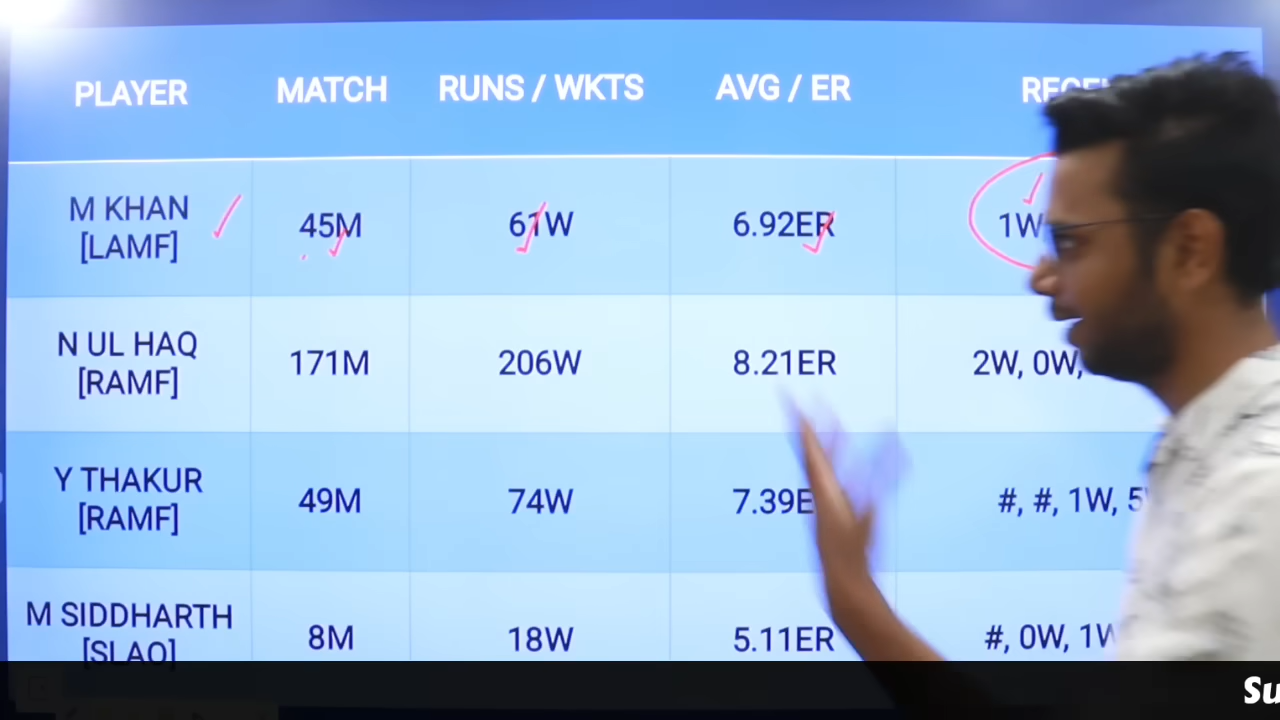 PLAYER MATCH RUNS / WKTS AVG / ER
M KHAN
[LAMF] 45M 61W 6.92ER 1W
N UL HAQ
[RAMF] 171M 206W 8.21ER 2W, 0W,
Y THAKUR
[RAMF] 49M 74W 7.39E #, #, 1W, 5
M SIDDHARTH
[SLAO] 8M 18W 5.11ER #, 0W, 1W
Su